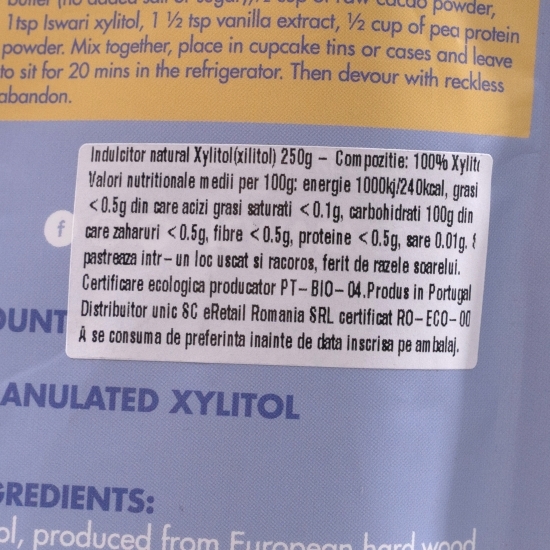 butter (no added salt or sugar), ½ cup of raw cacao powder,
1 tsp Iswari xylitol, 1 ½ tsp vanilla extract, ½ cup of pea protein
powder. Mix together, place in cupcake tins or cases and leave
to sit for 20 mins in the refrigerator. Then devour with reckless
abandon.
Indulcitor natural Xylitol(xilitol) 250g – Compozitie: 100% Xylit
Valori nutritionale medii per 100g: energie 1000kj/240kcal, grasi
<0.5g din care acizi grasi saturati <0.1g, carbohidrati 100g din
care zaharuri <0.5g, fibre <0.5g, proteine <0.5g, sare 0.01g.
f
pastreaza intr–un loc uscat si racoros, ferit de razele soarelui.
Certificare ecologica producator PT–BIO–04.Produs in Portugal
Distribuitor unic SC eRetail Romania SRL certificat RO–ECO–00
A se consuma de preferinta inainte de data inscrisa pe ambalaj.
OUNT
ANULATED XYLITOL
GREDIENTS:
ol, produced from European hard wood